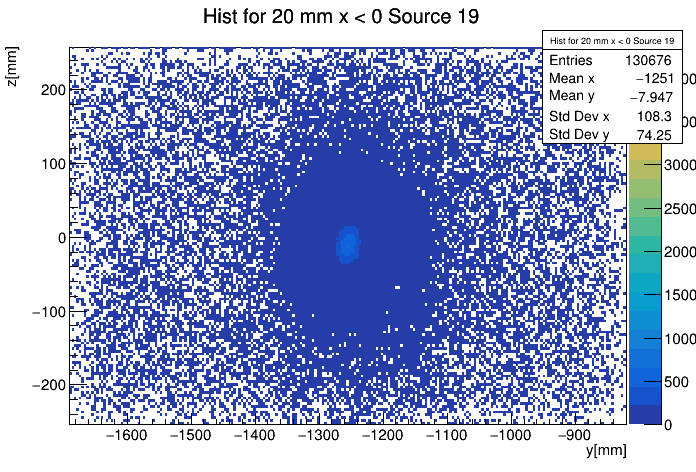 Hist for 20 mm x < 0 Source 19
Hist for 20 mm x < 0 Source 19
Entries 130676
Mean x −1251
Mean y −7.947
Std Dev x 108.3
Std Dev y 74.25
z[mm]
200
100
0
−100
−200
−1600 −1500 −1400 −1300 −1200 −1100 −1000 −900
y[mm]
3000
2500
2000
1500
1000
500
0